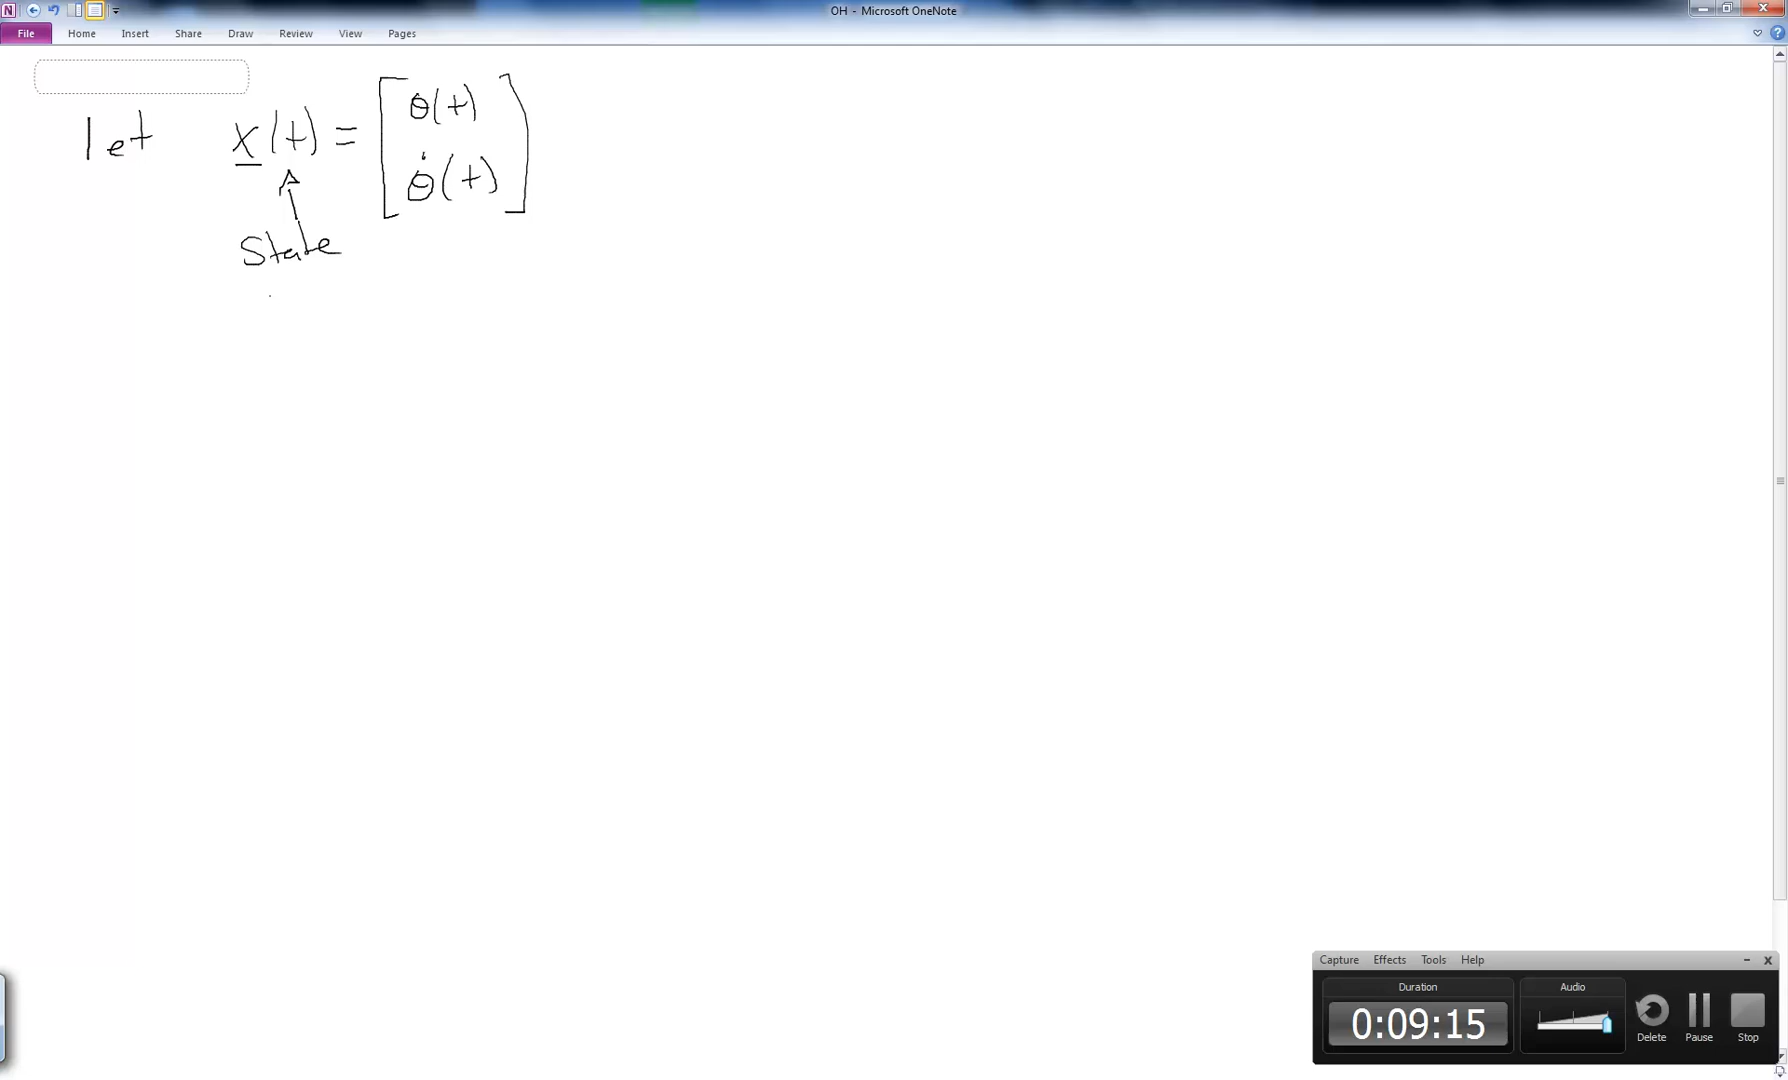 OH - Microsoft OneNote
File Home Insert Share Draw Review View Pages
let x(t) = [ θ(t)
θ̇(t) ]
State
Capture Effects Tools Help
Duration Audio
0:09:15
Delete Pause Stop